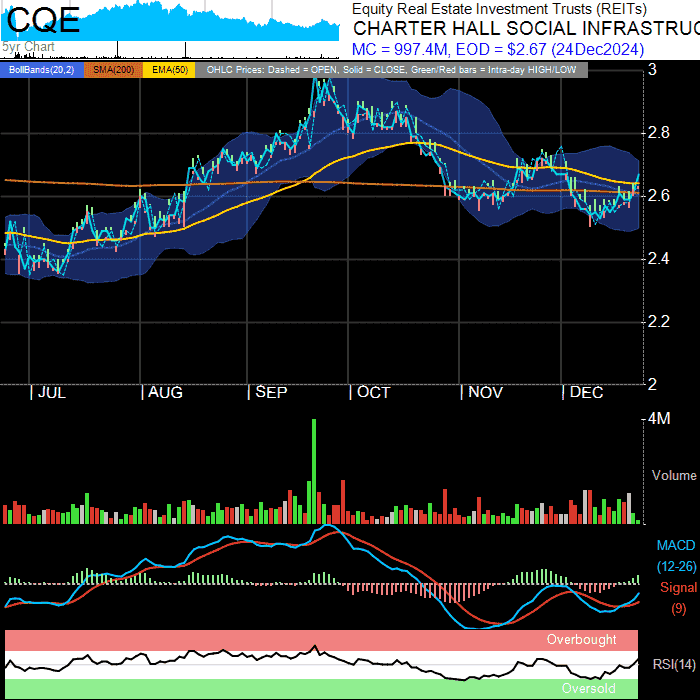 CQE
5yr Chart
Equity Real Estate Investment Trusts (REITs)
CHARTER HALL SOCIAL INFRASTRUC
MC = 997.4M, EOD = $2.67 (24Dec2024)
BollBands(20,2) SMA(200) EMA(50) OHLC Prices: Dashed = OPEN, Solid = CLOSE, Green/Red bars = Intra-day HIGH/LOW
3
2.8
2.6
2.4
2.2
2
JUL AUG SEP OCT NOV DEC
4M
Volume
MACD
(12-26)
Signal
(9)
Overbought
RSI(14)
Oversold